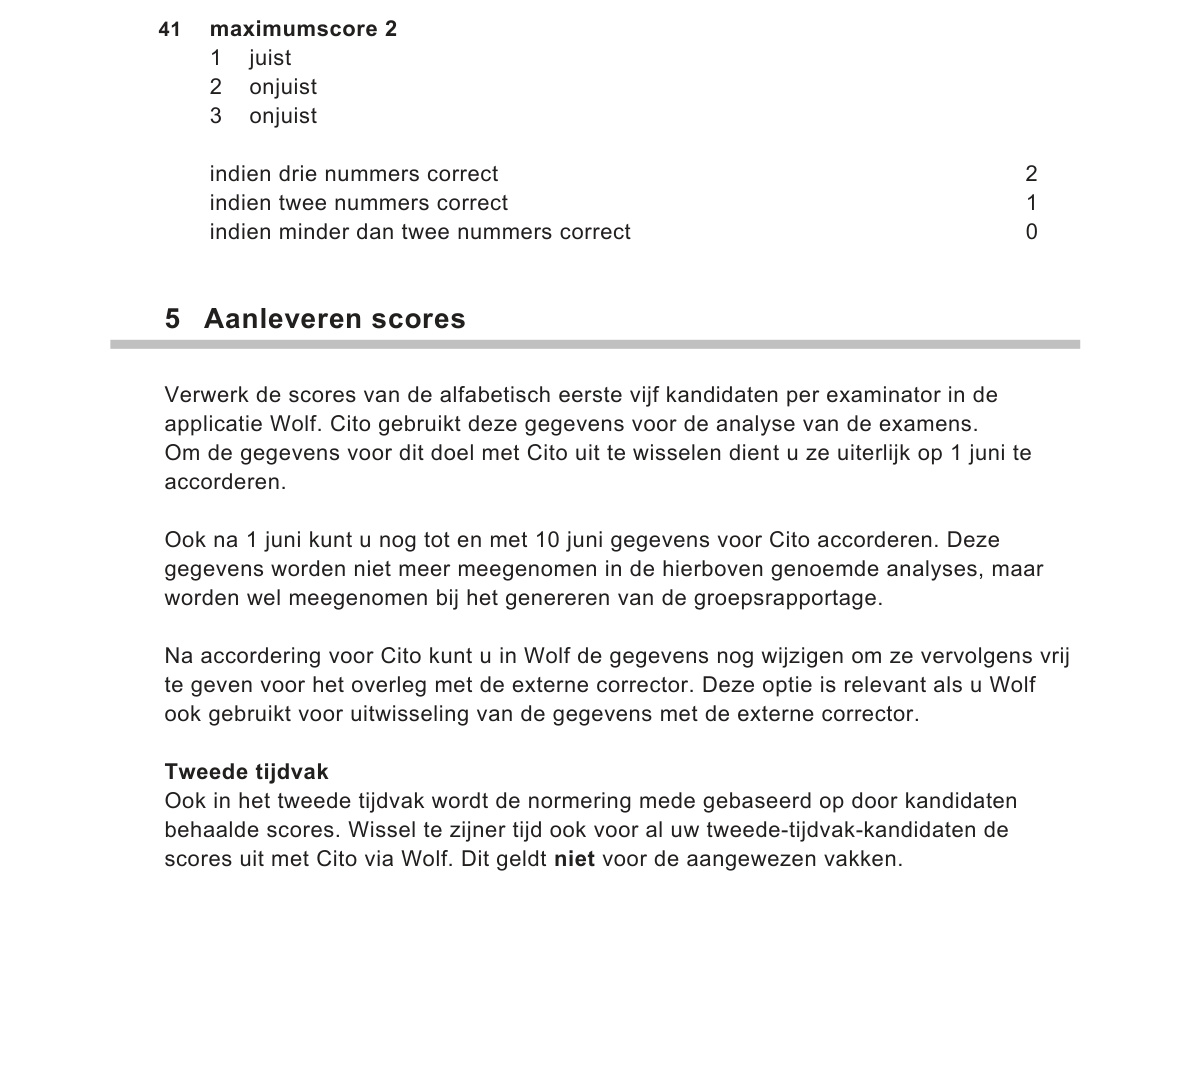 41 maximumscore 2
1 juist
2 onjuist
3 onjuist
indien drie nummers correct 2
indien twee nummers correct 1
indien minder dan twee nummers correct 0
5 Aanleveren scores
Verwerk de scores van de alfabetisch eerste vijf kandidaten per examinator in de
applicatie Wolf. Cito gebruikt deze gegevens voor de analyse van de examens.
Om de gegevens voor dit doel met Cito uit te wisselen dient u ze uiterlijk op 1 juni te
accorderen.
Ook na 1 juni kunt u nog tot en met 10 juni gegevens voor Cito accorderen. Deze
gegevens worden niet meer meegenomen in de hierboven genoemde analyses, maar
worden wel meegenomen bij het genereren van de groepsrapportage.
Na accordering voor Cito kunt u in Wolf de gegevens nog wijzigen om ze vervolgens vrij
te geven voor het overleg met de externe corrector. Deze optie is relevant als u Wolf
ook gebruikt voor uitwisseling van de gegevens met de externe corrector.
Tweede tijdvak
Ook in het tweede tijdvak wordt de normering mede gebaseerd op door kandidaten
behaalde scores. Wissel te zijner tijd ook voor al uw tweede-tijdvak-kandidaten de
scores uit met Cito via Wolf. Dit geldt niet voor de aangewezen vakken.